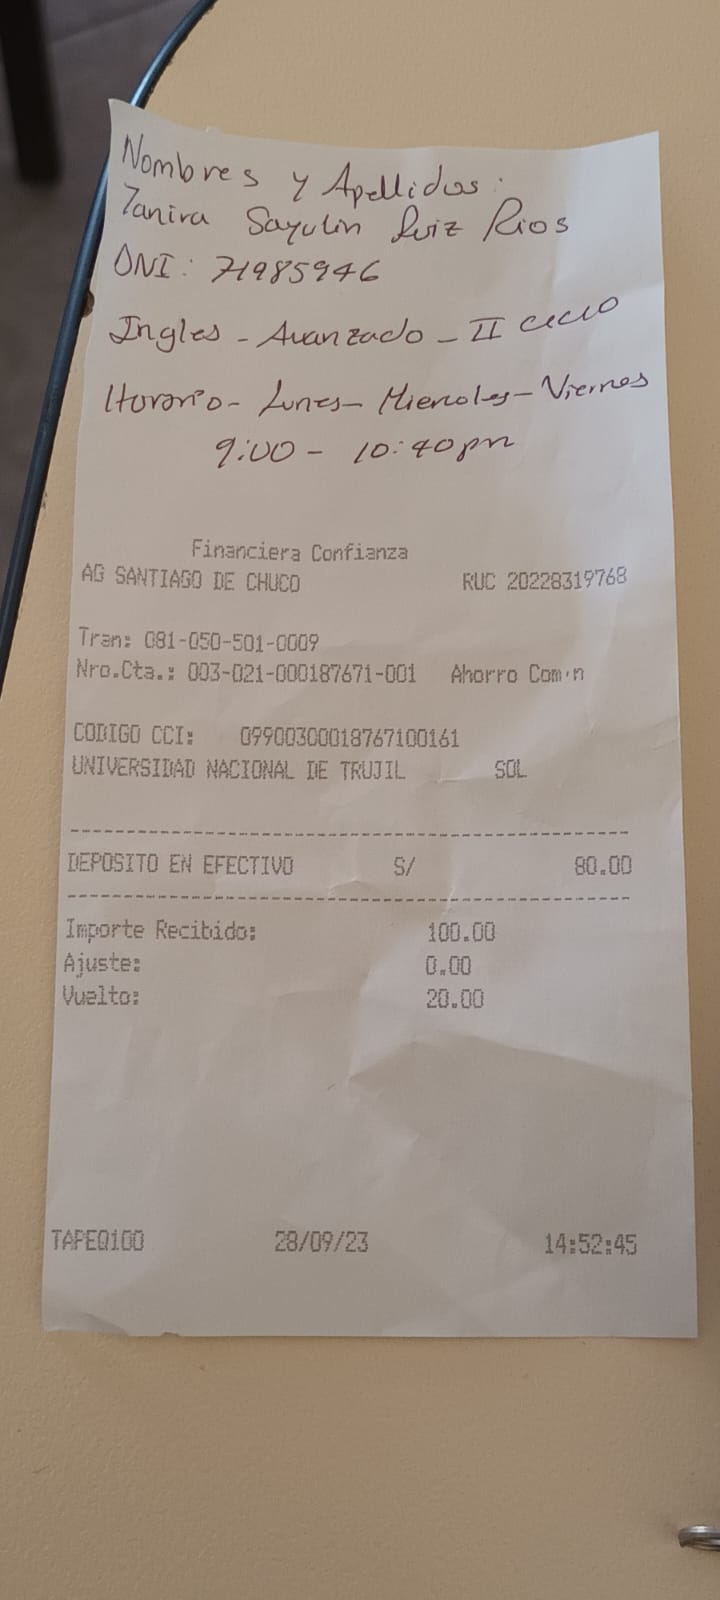 Nombres y Apellidos:
Zanira Sayulin Ruiz Rios
DNI: 71985946
Ingles - Avanzado - II ciclo
Horario - Lunes - Miercoles - Viernes
9:00 - 10:40 pm
Financiera Confianza
AG SANTIAGO DE CHUCO RUC 20228319768
Tran: 081-050-501-0009
Nro.Cta.: 003-021-000187671-001 Ahorro Com·n
CODIGO CCI: 09900300018767100161
UNIVERSIDAD NACIONAL DE TRUJIL SOL
------------------------------------------------
DEPOSITO EN EFECTIVO S/ 80.00
------------------------------------------------
Importe Recibido: 100.00
Ajuste: 0.00
Vuelto: 20.00
TAPEQ100 28/09/23 14:52:45